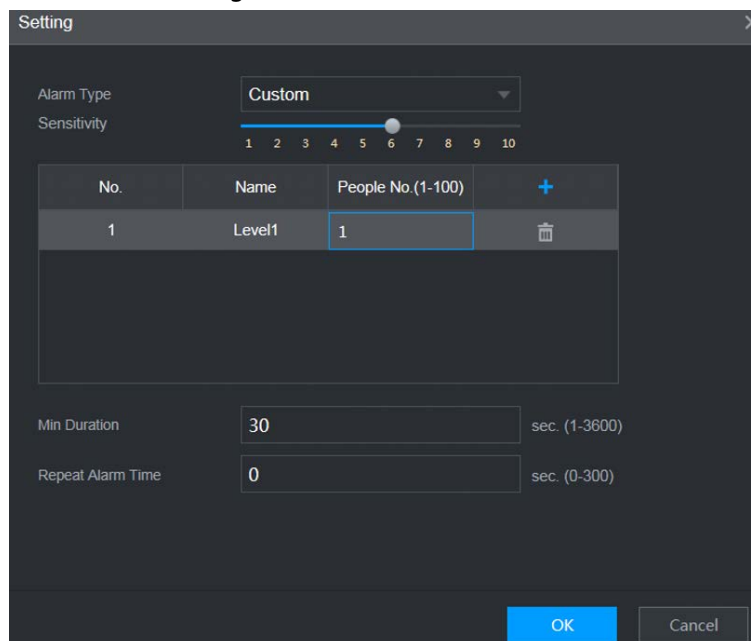 Setting
Alarm Type Custom
Sensitivity
1 2 3 4 5 6 7 8 9 10
No. Name People No.(1-100) +
1 Level1 1
Min Duration 30 sec. (1-3600)
Repeat Alarm Time 0 sec. (0-300)
OK Cancel